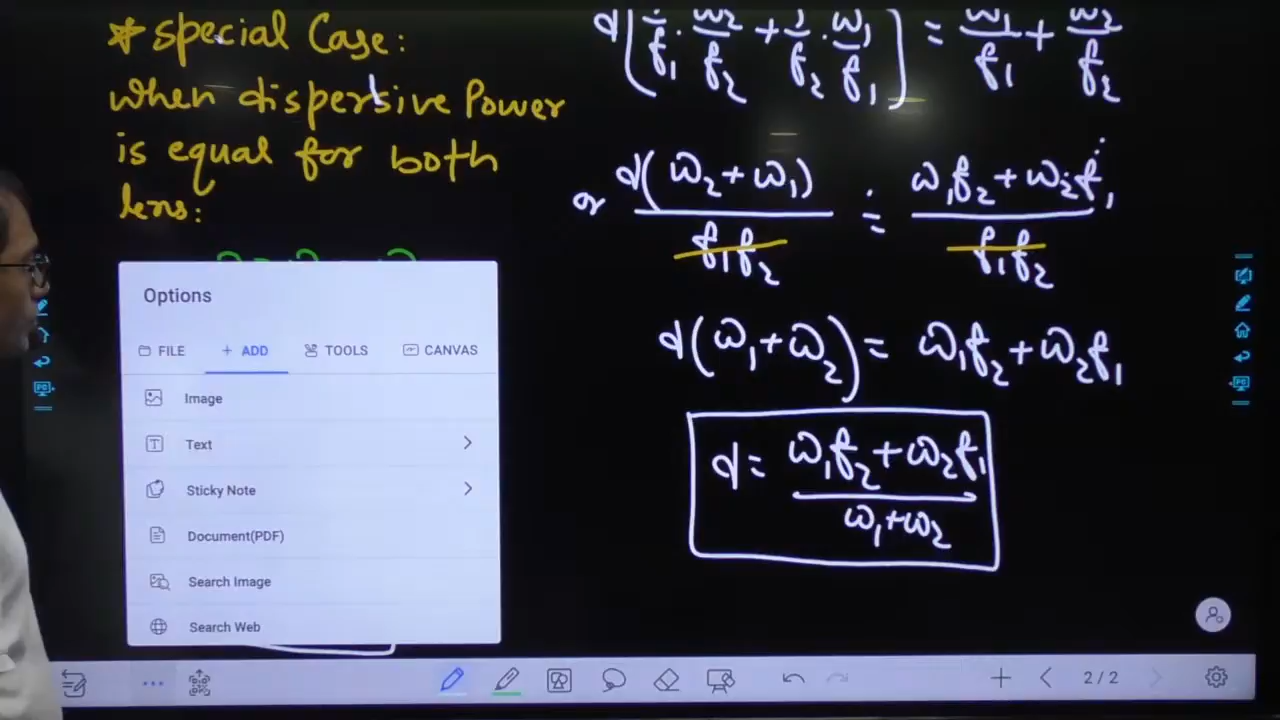 * Special Case:
when dispersive Power
is equal for both
lens:
d(1/f₁ · ω₂/f₂ + 1/f₂ · ω₁/f₁) = ω₁/f₁ + ω₂/f₂
or d(ω₂+ω₁)/f₁f₂ = ω₁f₂+ω₂f₁/f₁f₂
d(ω₁+ω₂) = ω₁f₂+ω₂f₁
d = ω₁f₂+ω₂f₁/ω₁+ω₂
Options
FILE + ADD TOOLS CANVAS
Image
Text
Sticky Note
Document(PDF)
Search Image
Search Web
2/2